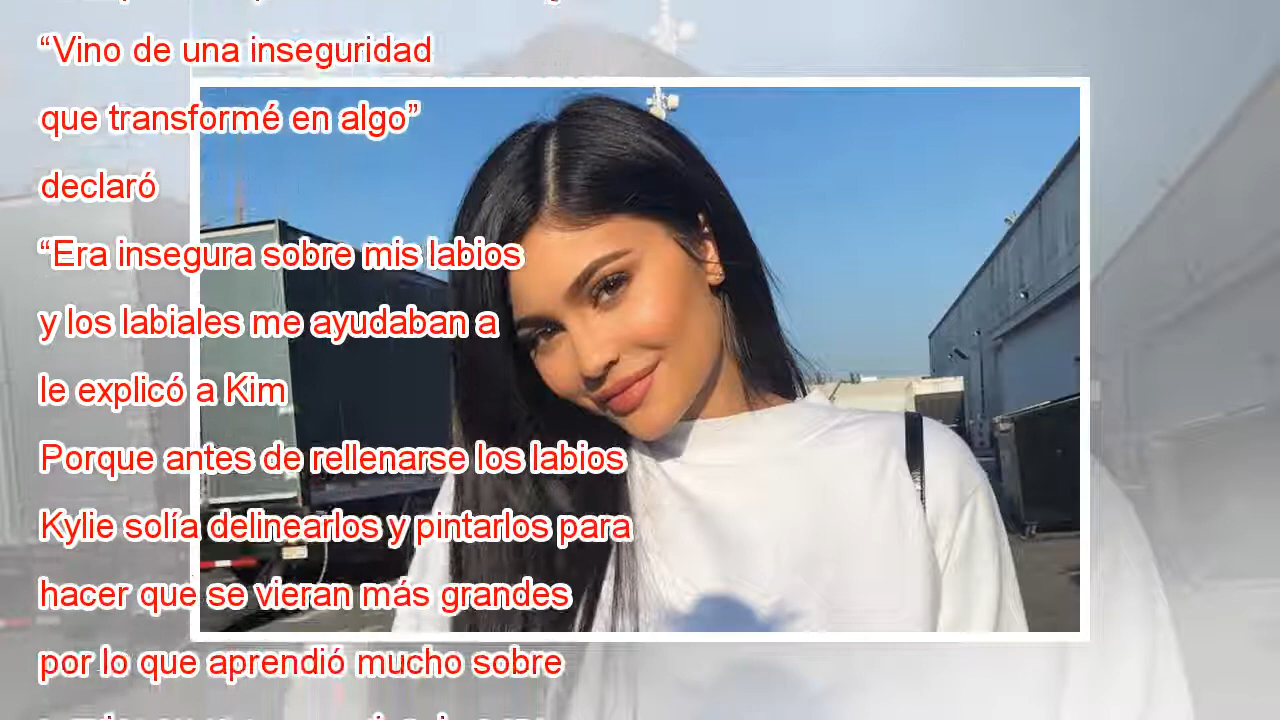 “Vino de una inseguridad
que transformé en algo”
declaró
“Era insegura sobre mis labios
y los labiales me ayudaban a
le explicó a Kim
Porque antes de rellenarse los labios
Kylie solía delinearlos y pintarlos para
hacer que se vieran más grandes
por lo que aprendió mucho sobre